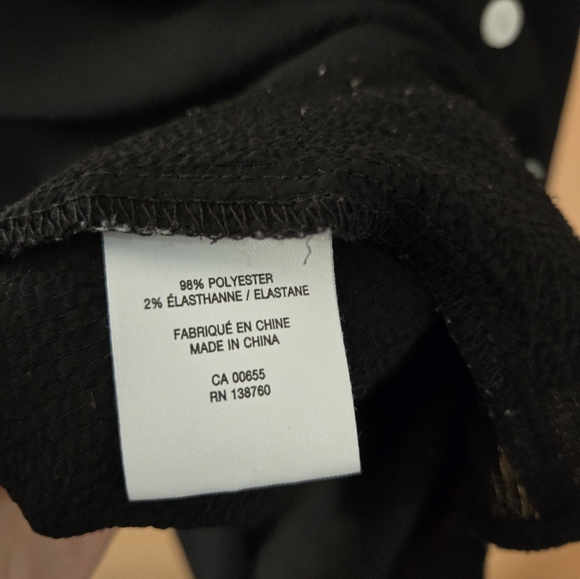 98% POLYESTER
2% ÉLASTHANNE / ELASTANE
FABRIQUÉ EN CHINE
MADE IN CHINA
CA 00655
RN 138760